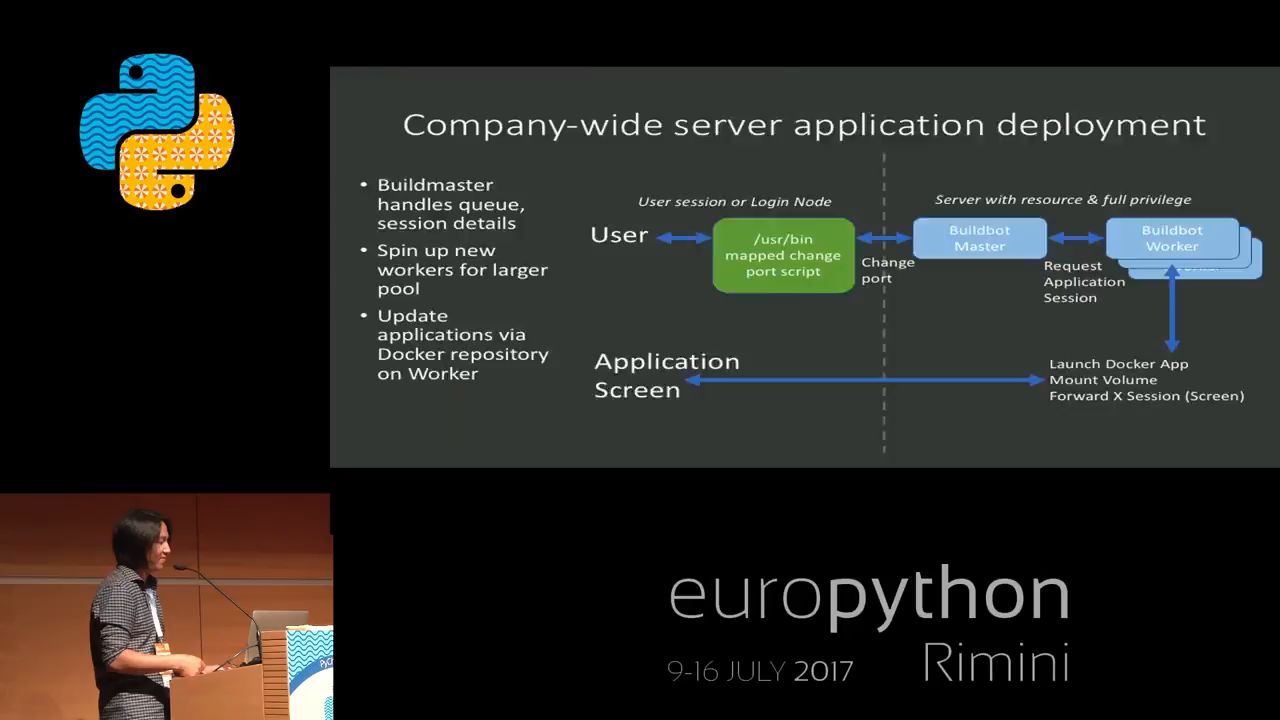 Company-wide server application deployment
• Buildmaster
handles queue,
session details
• Spin up new
workers for larger
pool
• Update
applications via
Docker repository
on Worker
User session or Login Node
Server with resource & full privilege
User
/usr/bin
mapped change
port script
Change
port
Buildbot
Master
Request
Application
Session
Buildbot
Worker
Application
Screen
Launch Docker App
Mount Volume
Forward X Session (Screen)
europython
Rimini
9-16 JULY 2017